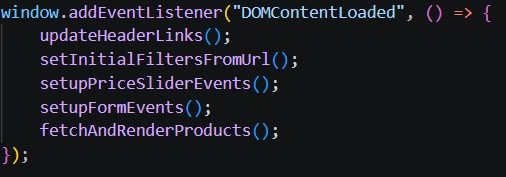 window.addEventListener("DOMContentLoaded", () => {
    updateHeaderLinks();
    setInitialFiltersFromUrl();
    setupPriceSliderEvents();
    setupFormEvents();
    fetchAndRenderProducts();
});